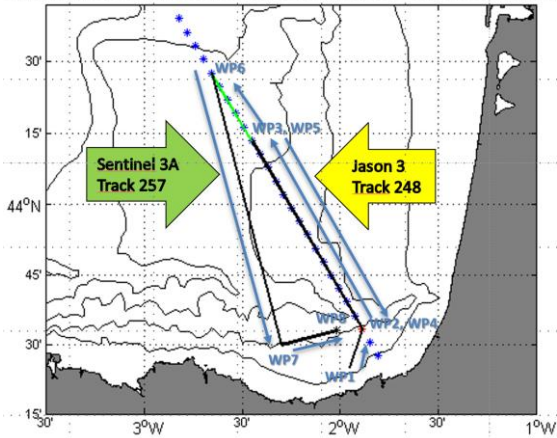 30'
WP6
15'
WP3, WP5
Sentinel 3A
Track 257
Jason 3
Track 248
44°N
45'
WP8
WP2, WP4
30'
WP7
WP1
15'
30'
3°W
30'
2°W
30'
1°W